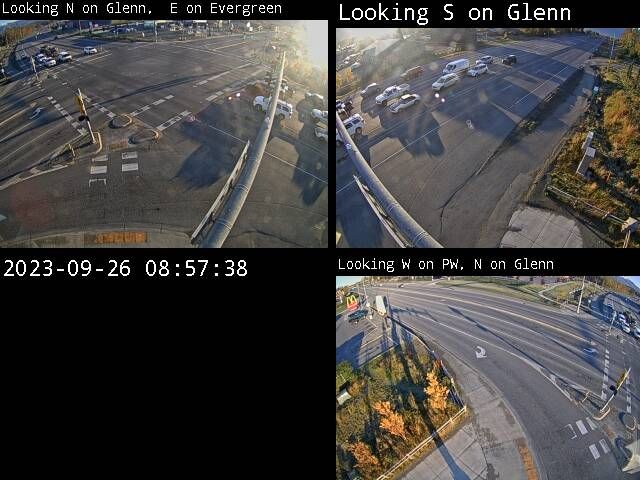 Looking N on Glenn,  E on Evergreen
Looking S on Glenn
2023-09-26 08:57:38
Looking W on PW, N on Glenn